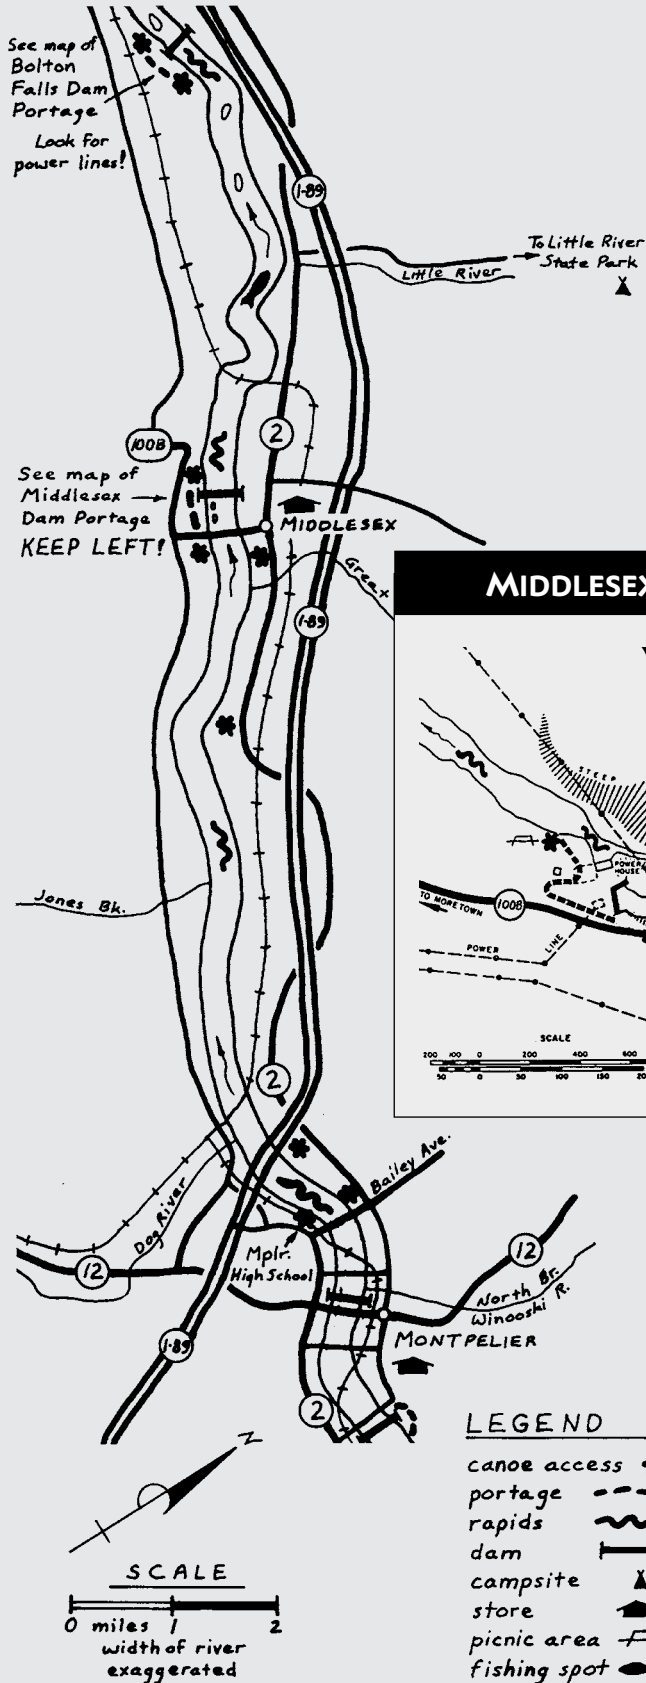 See map of
Bolton
Falls Dam
Portage
Look for
power lines!
I-89
To Little River
State Park
Little River
100B
2
See map of
Middlesex
Dam Portage
KEEP LEFT!
MIDDLESEX
I-89
MIDDLESEX
STEEP
POWER
HOUSE
TO MORETOWN
100B
POWER
LINE
SCALE
200 100 0 200 400 600
50 0 50 100 150
Jones Bk.
2
Bailey Ave.
Dog River
12
Mplr.
High School
12
North Br.
Winooski R.
I-89
MONTPELIER
2
N
LEGEND
canoe access
portage
rapids
dam
campsite
store
picnic area
fishing spot
SCALE
0 miles 1 2
width of river
exaggerated